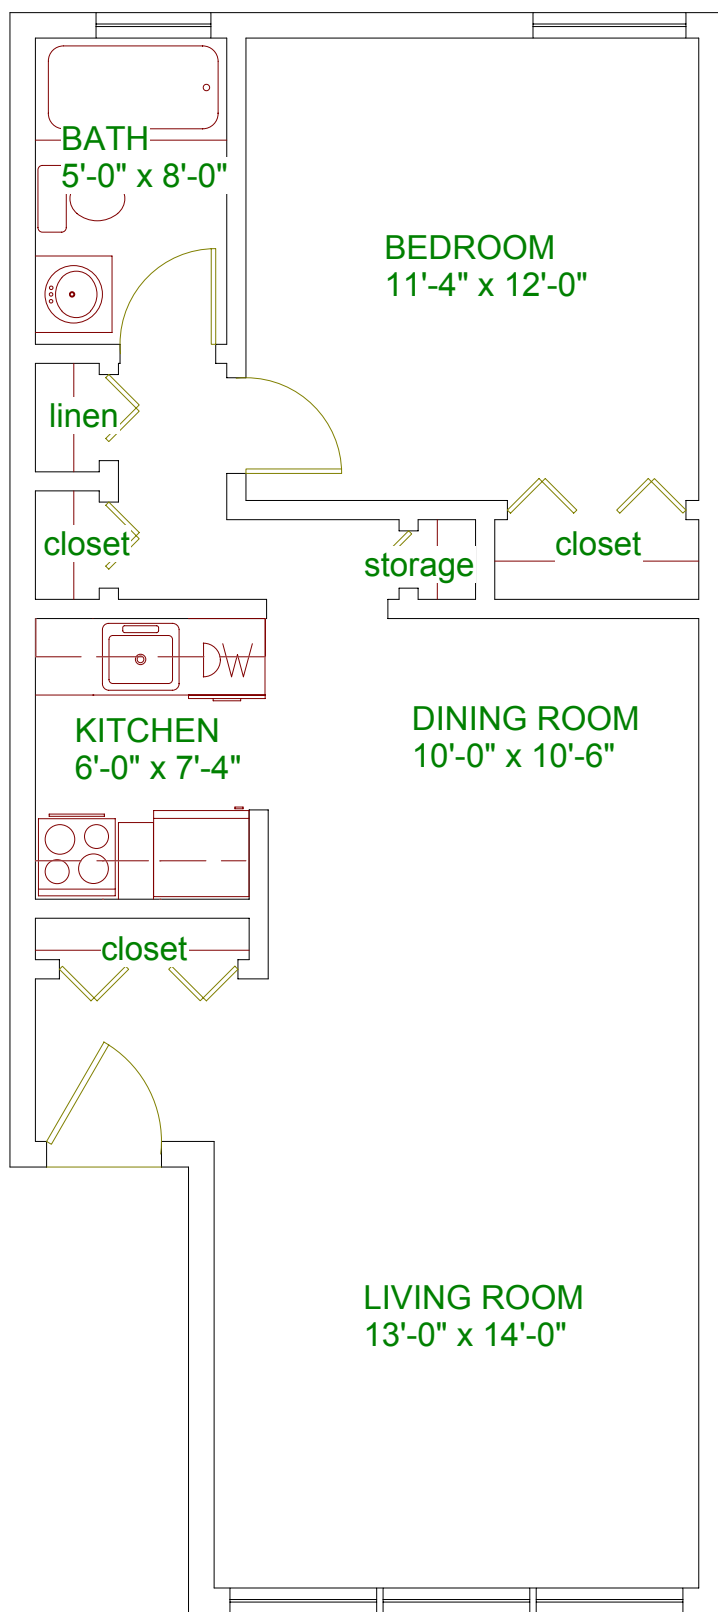 BATH
5'-0" x 8'-0"
BEDROOM
11'-4" x 12'-0"
linen
closet
storage
closet
DW
KITCHEN
6'-0" x 7'-4"
DINING ROOM
10'-0" x 10'-6"
closet
LIVING ROOM
13'-0" x 14'-0"